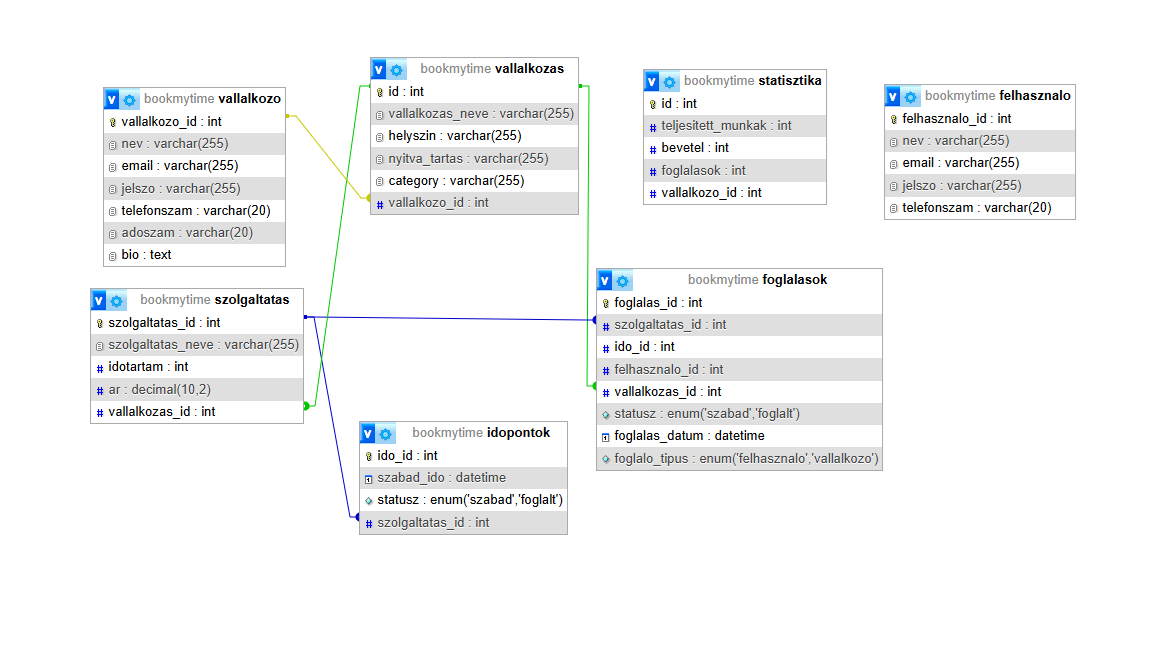 bookmytime vallalkozo
vallalkozo_id : int
nev : varchar(255)
email : varchar(255)
jelszo : varchar(255)
telefonszam : varchar(20)
adoszam : varchar(20)
bio : text
bookmytime vallalkozas
id : int
vallalkozas_neve : varchar(255)
helyszin : varchar(255)
nyitva_tartas : varchar(255)
category : varchar(255)
vallalkozo_id : int
bookmytime statisztika
id : int
teljesitett_munkak : int
bevetel : int
foglalasok : int
vallalkozo_id : int
bookmytime felhasznalo
felhasznalo_id : int
nev : varchar(255)
email : varchar(255)
jelszo : varchar(255)
telefonszam : varchar(20)
bookmytime szolgaltatas
szolgaltatas_id : int
szolgaltatas_neve : varchar(255)
idotartam : int
ar : decimal(10,2)
vallalkozas_id : int
bookmytime idopontok
ido_id : int
szabad_ido : datetime
statusz : enum('szabad','foglalt')
szolgaltatas_id : int
bookmytime foglalasok
foglalas_id : int
szolgaltatas_id : int
ido_id : int
felhasznalo_id : int
vallalkozas_id : int
statusz : enum('szabad','foglalt')
foglalas_datum : datetime
foglalo_tipus : enum('felhasznalo','vallalkozo')